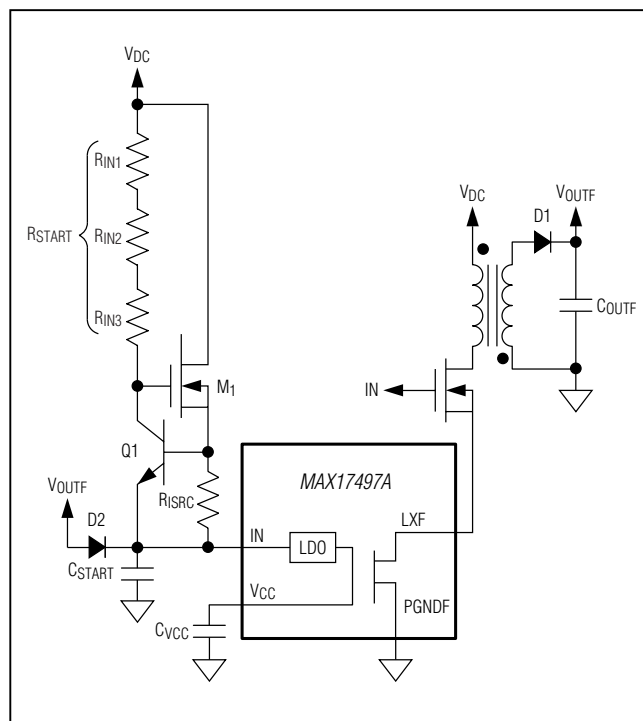 VDC
RIN1
RSTART
RIN2
RIN3
M1
Q1
VOUTF
D2
CSTART
RISRC
IN
LDO
VCC
CVCC
MAX17497A
LXF
PGNDF
VDC
D1
VOUTF
COUTF
IN